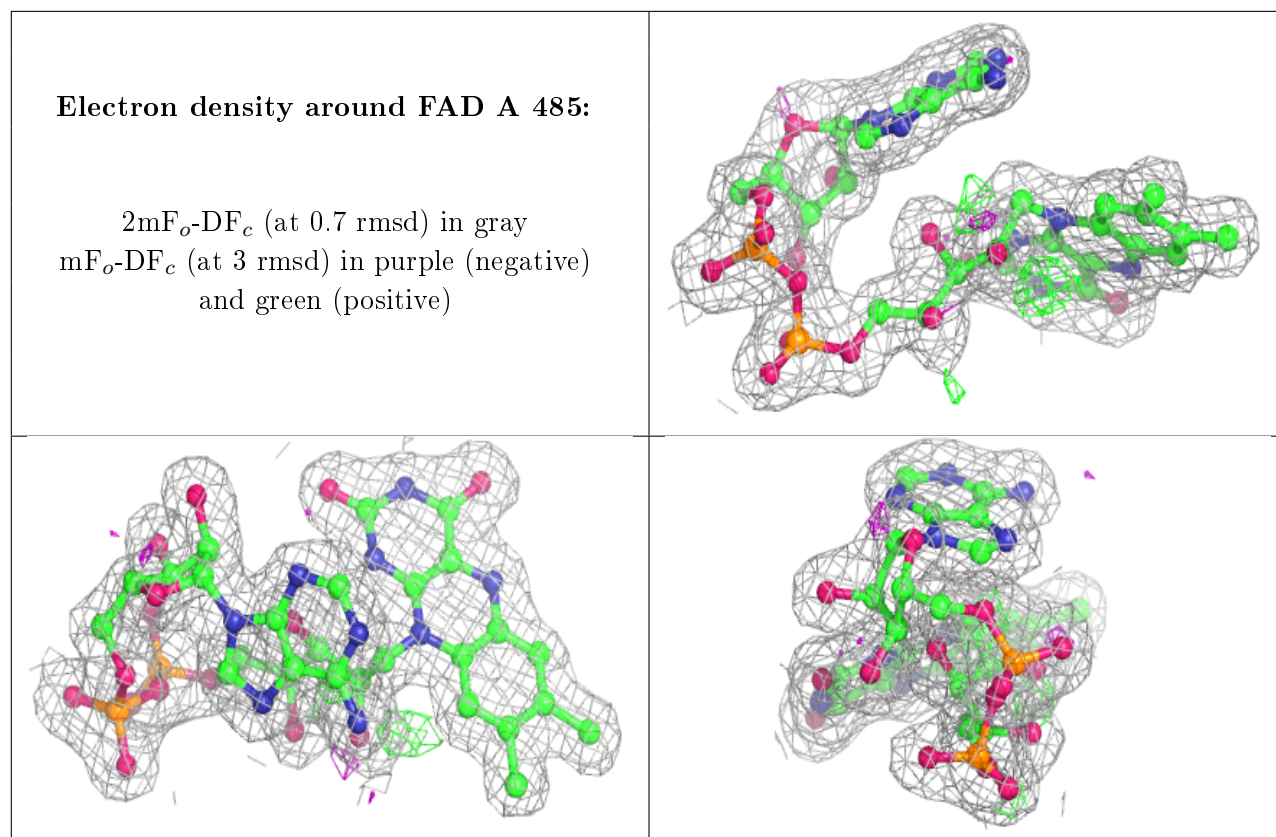 Electron density around FAD A 485:
2mFₒ-DF𝒸 (at 0.7 rmsd) in gray
mFₒ-DF𝒸 (at 3 rmsd) in purple (negative)
and green (positive)